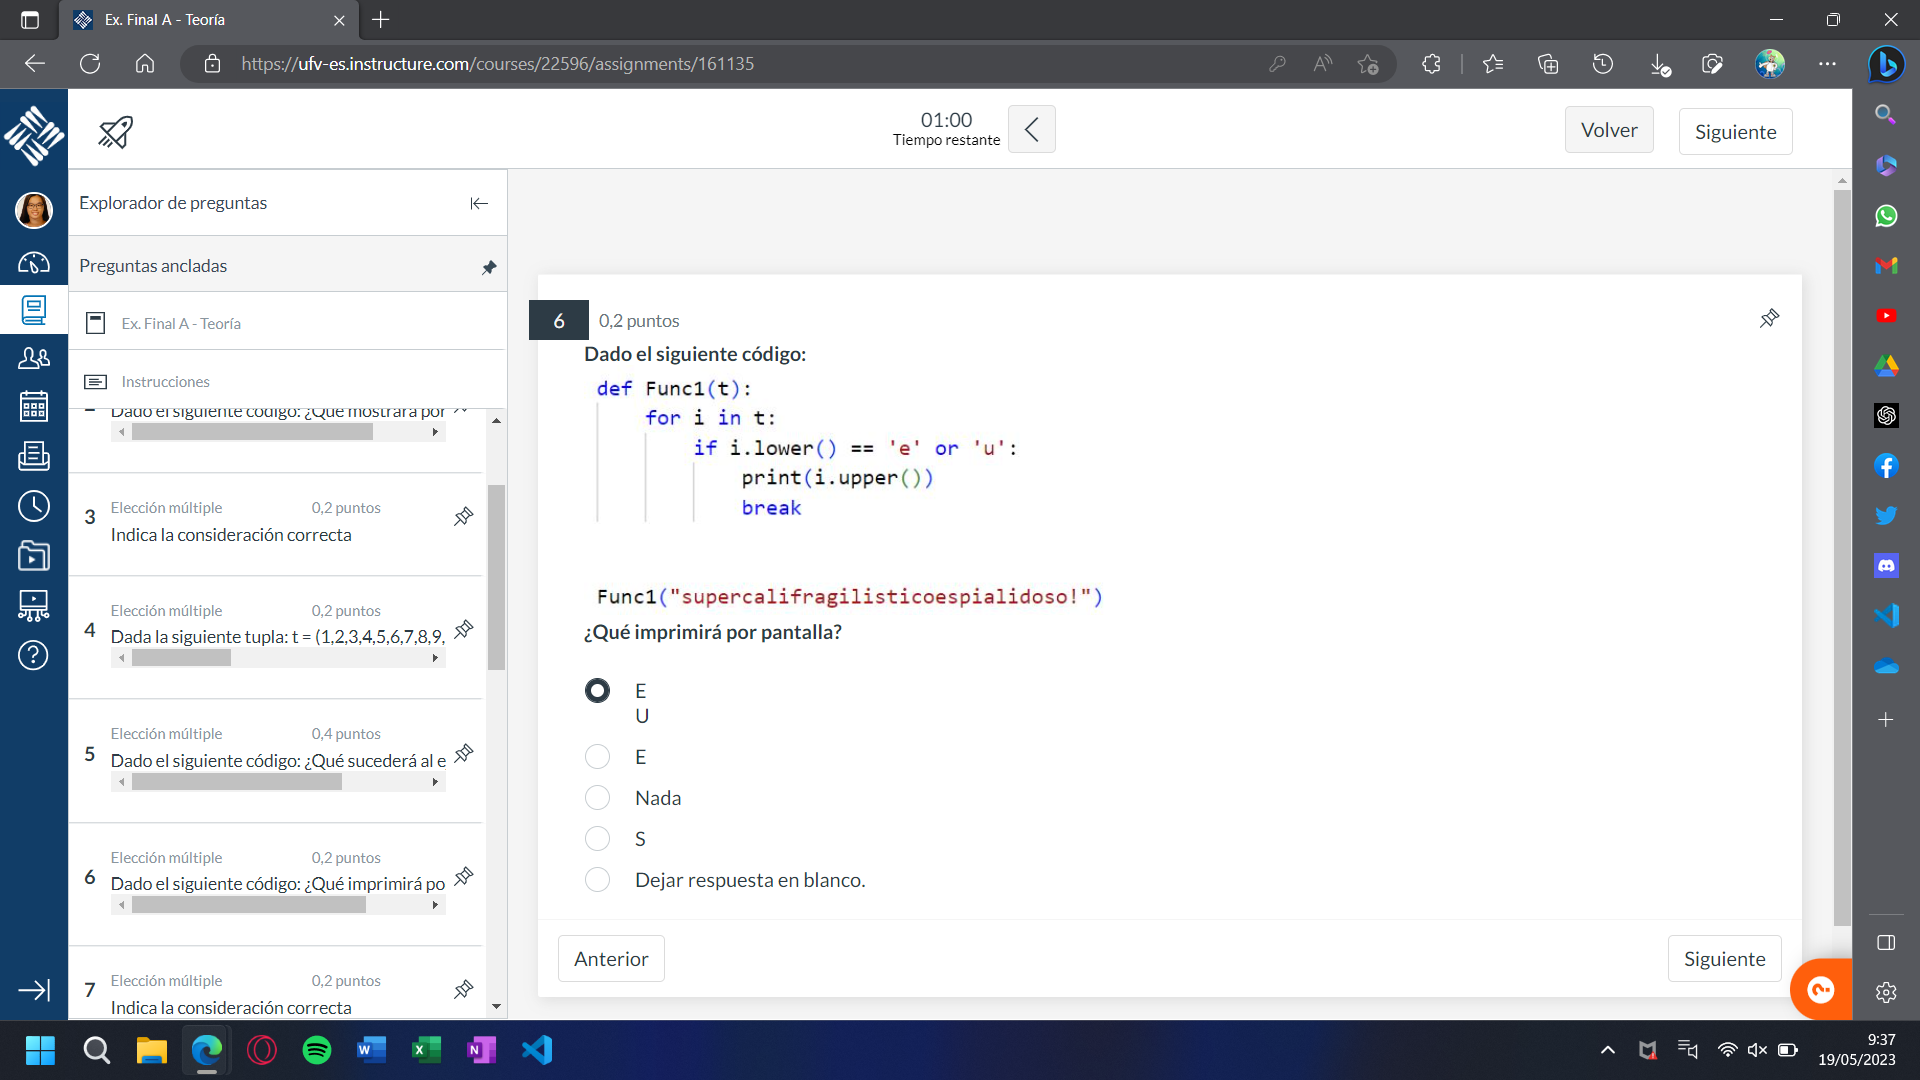 Ex. Final A - Teoría
https://ufv-es.instructure.com/courses/22596/assignments/161135
01:00
Tiempo restante
Volver
Siguiente
Explorador de preguntas
Preguntas ancladas
Ex. Final A - Teoría
Instrucciones
Dado el siguiente código: ¿Qué mostrará por
3
Elección múltiple
0,2 puntos
Indica la consideración correcta
4
Elección múltiple
0,2 puntos
Dada la siguiente tupla: t = (1,2,3,4,5,6,7,8,9,
5
Elección múltiple
0,4 puntos
Dado el siguiente código: ¿Qué sucederá al e
6
Elección múltiple
0,2 puntos
Dado el siguiente código: ¿Qué imprimirá po
7
Elección múltiple
0,2 puntos
Indica la consideración correcta
6
0,2 puntos
Dado el siguiente código:
def Func1(t):
for i in t:
if i.lower() == 'e' or 'u':
print(i.upper())
break
Func1("supercalifragilisticoespialidoso!")
¿Qué imprimirá por pantalla?
E
U
E
Nada
S
Dejar respuesta en blanco.
Anterior
Siguiente
9:37
19/05/2023